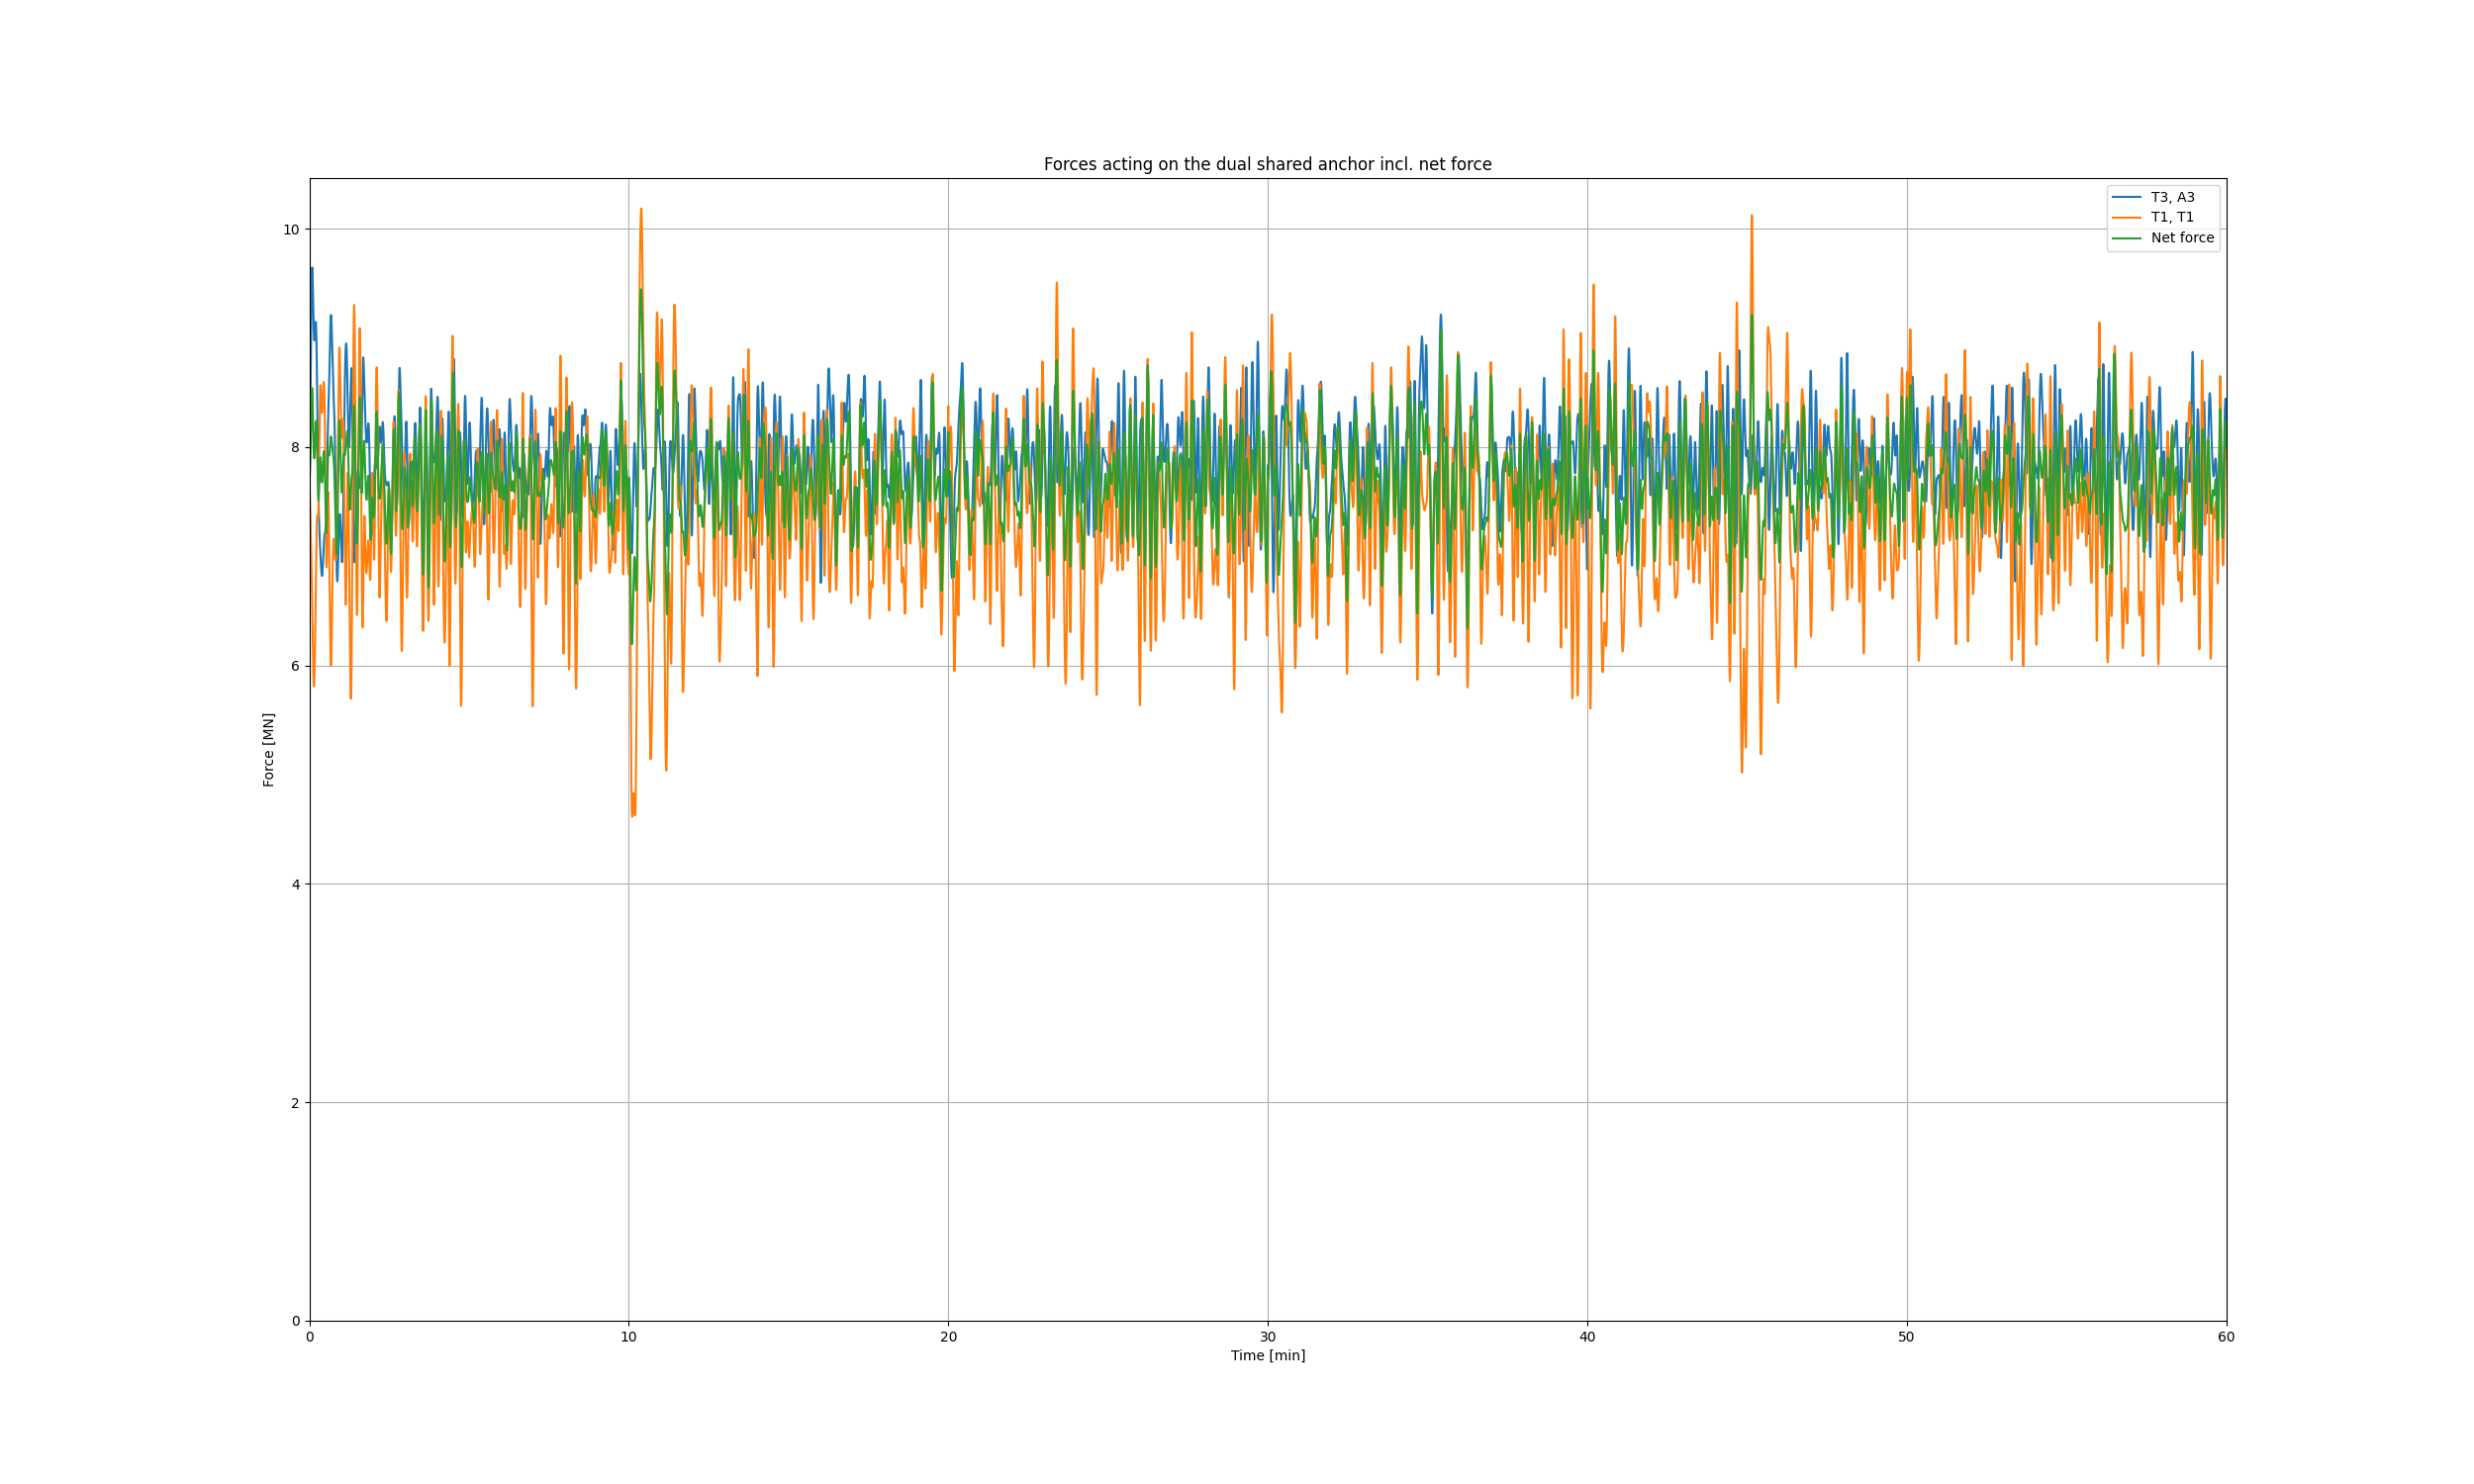 Forces acting on the dual shared anchor incl. net force
T3, A3
T1, T1
Net force
Force [MN]
10
8
6
4
2
0
0 10 20 30 40 50 60
Time [min]